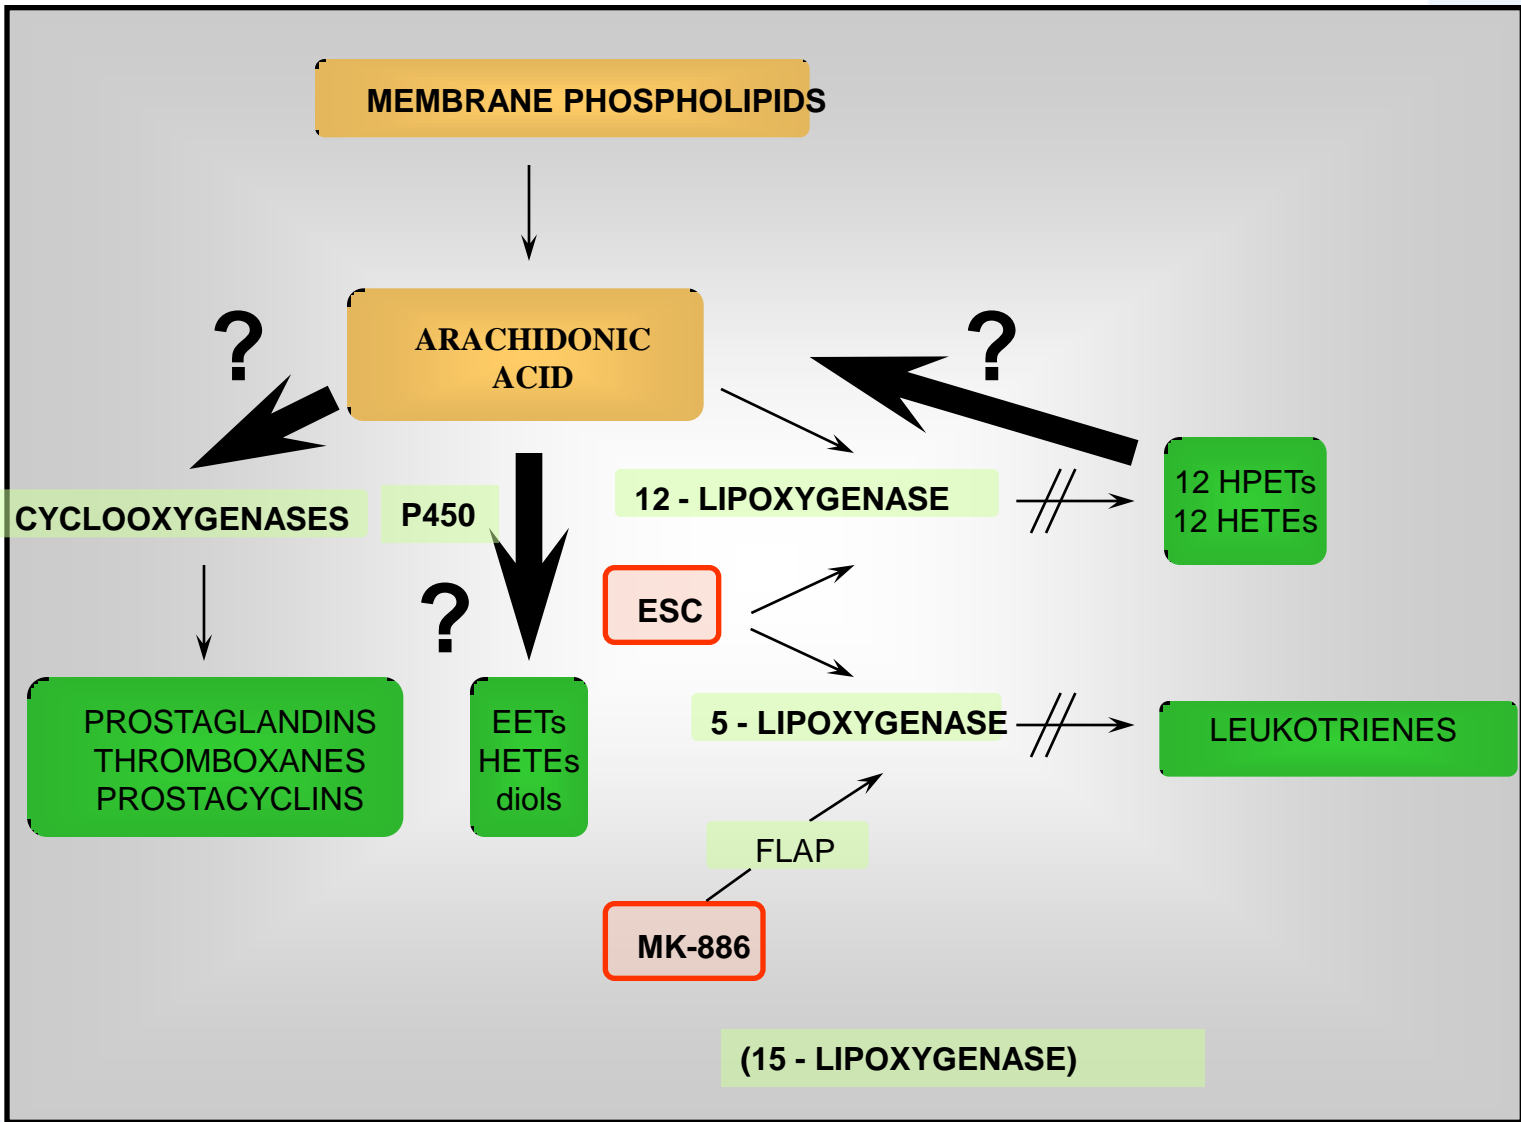 MEMBRANE PHOSPHOLIPIDS
?
ARACHIDONIC
ACID
?
CYCLOOXYGENASES
P450
12 - LIPOXYGENASE
12 HPETs
12 HETEs
?
ESC
PROSTAGLANDINS
THROMBOXANES
PROSTACYCLINS
EETs
HETEs
diols
5 - LIPOXYGENASE
LEUKOTRIENES
FLAP
MK-886
(15 - LIPOXYGENASE)